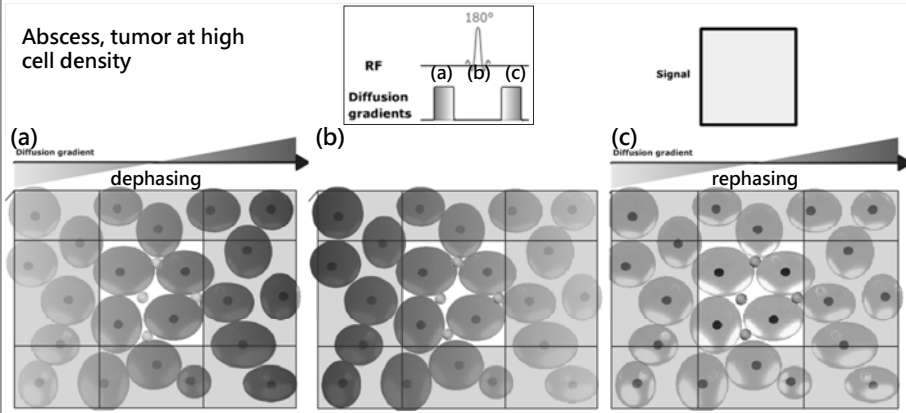 Abscess, tumor at high
cell density
180°
RF
(a) (b) (c)
Diffusion
gradients
Signal
(a)
Diffusion gradient
dephasing
(b)
(c)
Diffusion gradient
rephasing